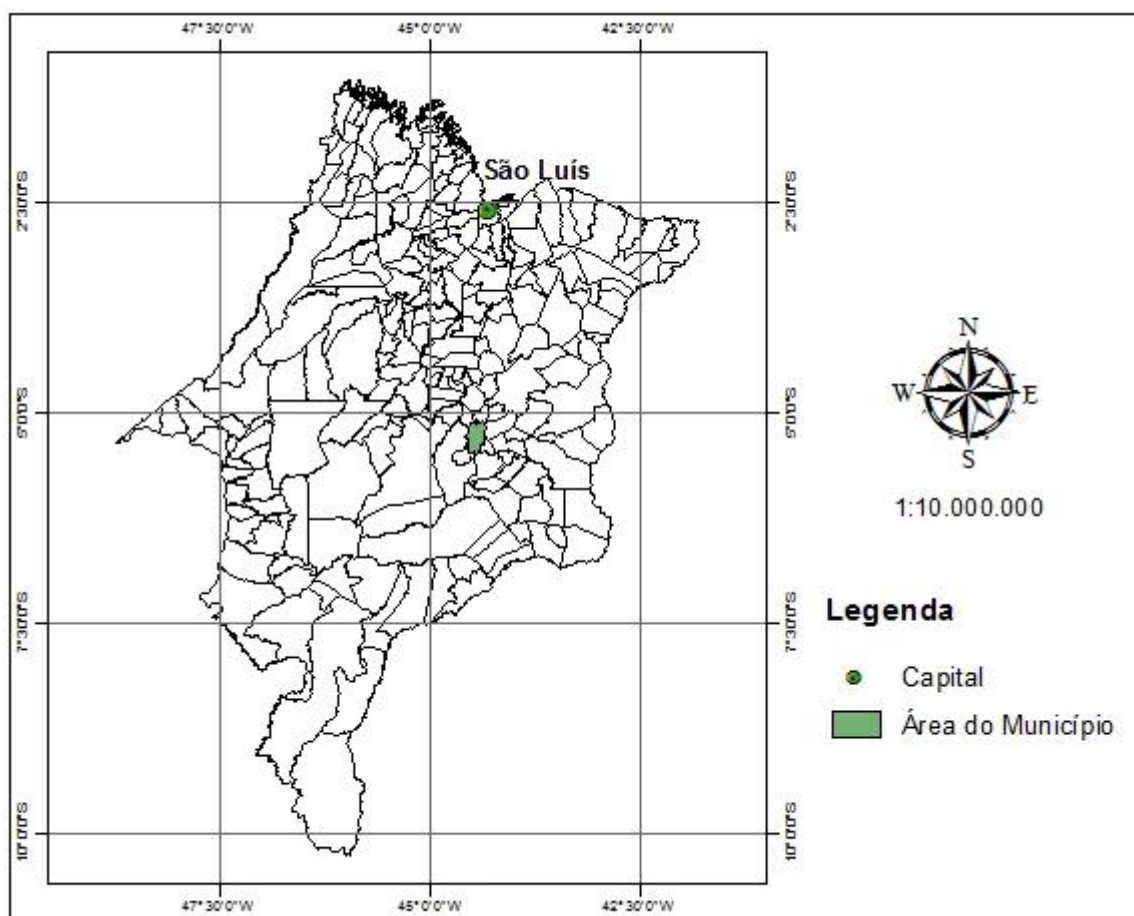 47°30'0"W 45°0'0"W 42°30'0"W
São Luís
2°30'0"S 2°30'0"S
5°0'0"S 5°0'0"S
N
W E
S
1:10.000.000
Legenda
7°30'0"S 7°30'0"S
Capital
Área do Município
10°0'0"S 10°0'0"S
47°30'0"W 45°0'0"W 42°30'0"W